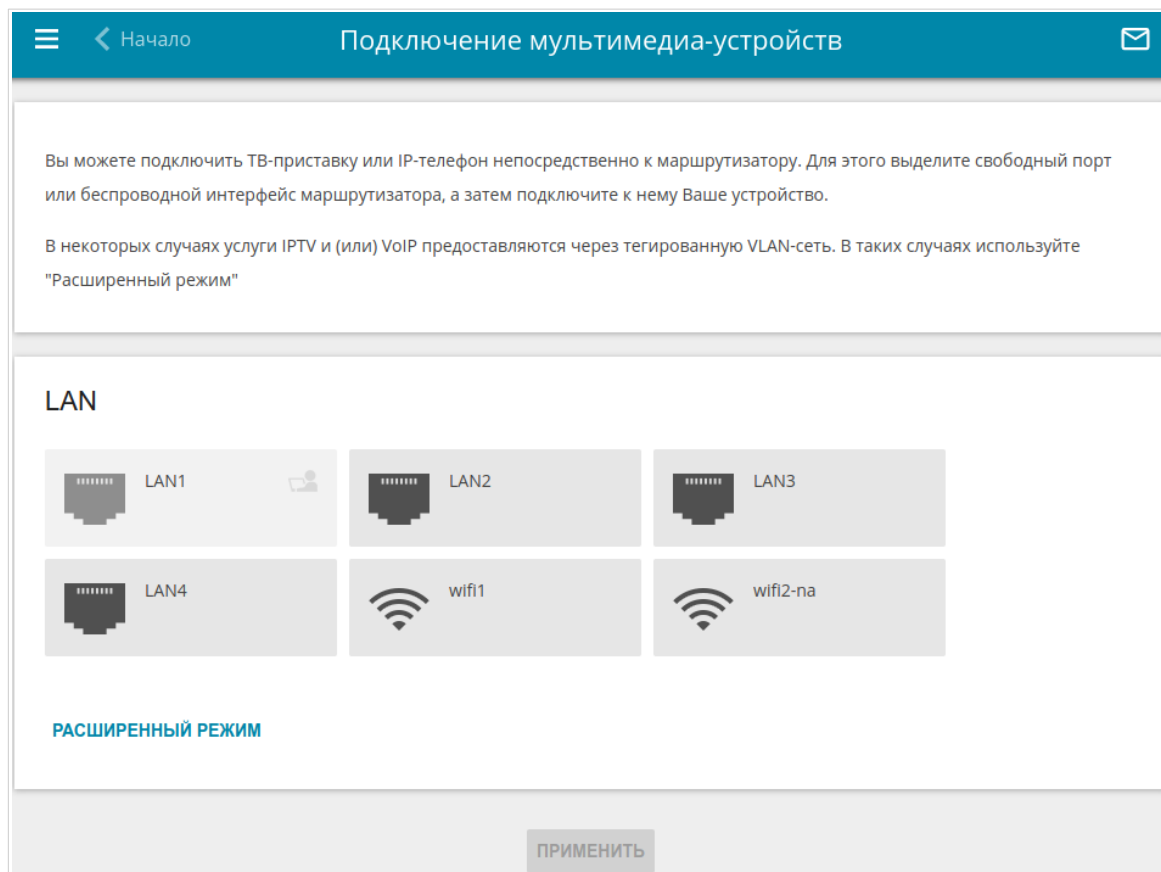 Начало
Подключение мультимедиа-устройств
Вы можете подключить ТВ-приставку или IP-телефон непосредственно к маршрутизатору. Для этого выделите свободный порт
или беспроводной интерфейс маршрутизатора, а затем подключите к нему Ваше устройство.
В некоторых случаях услуги IPTV и (или) VoIP предоставляются через тегированную VLAN-сеть. В таких случаях используйте
"Расширенный режим"
LAN
LAN1
LAN2
LAN3
LAN4
wifi1
wifi2-na
РАСШИРЕННЫЙ РЕЖИМ
ПРИМЕНИТЬ